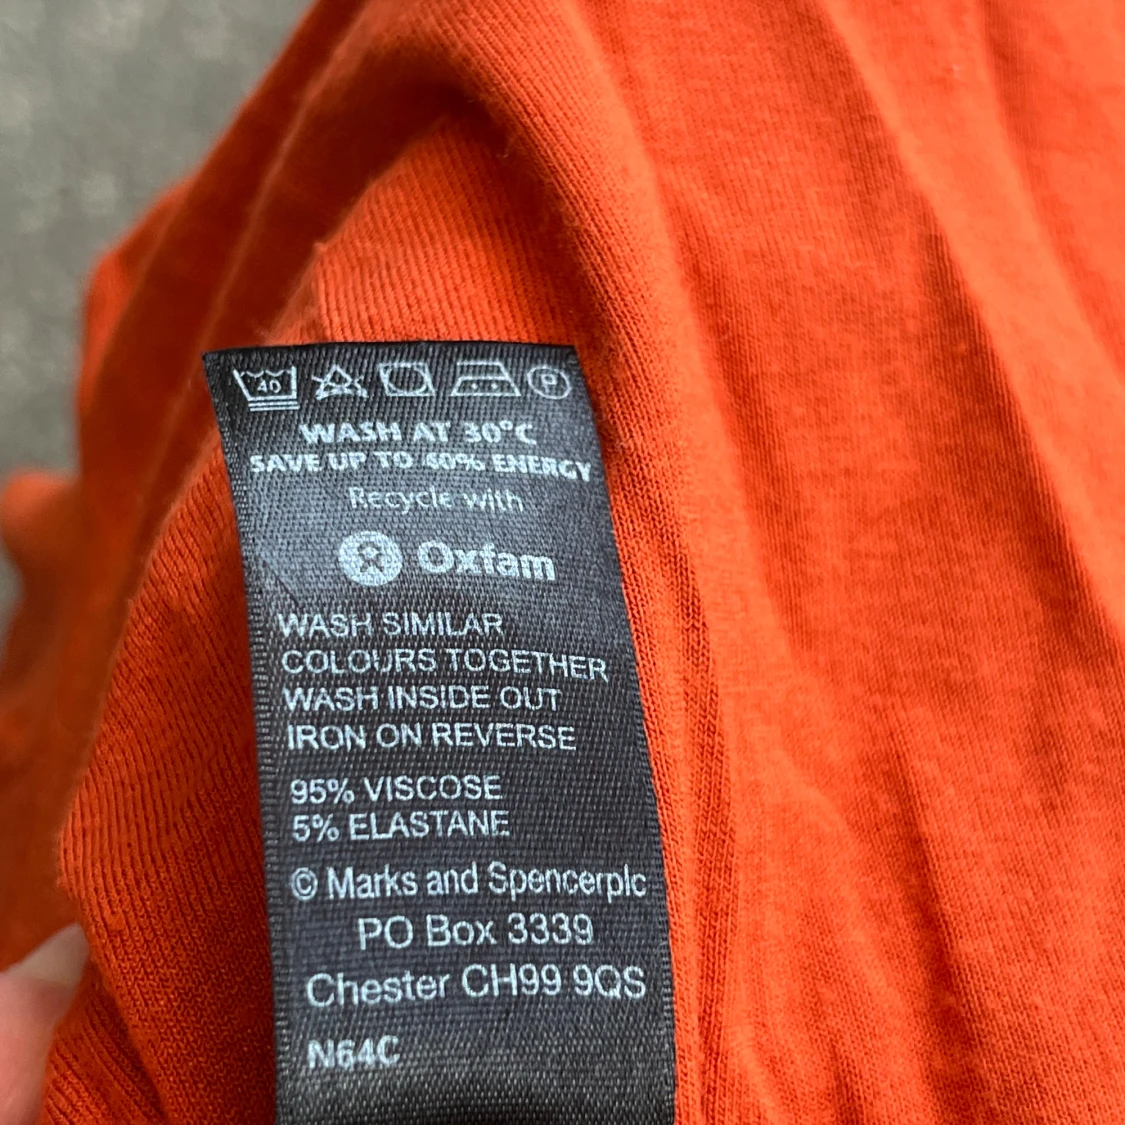 40 P
WASH AT 30°C
SAVE UP TO 40% ENERGY
Recycle with
Oxfam
WASH SIMILAR
COLOURS TOGETHER
WASH INSIDE OUT
IRON ON REVERSE
95% VISCOSE
5% ELASTANE
© Marks and Spencerplc
PO Box 3339
Chester CH99 9QS
N64C